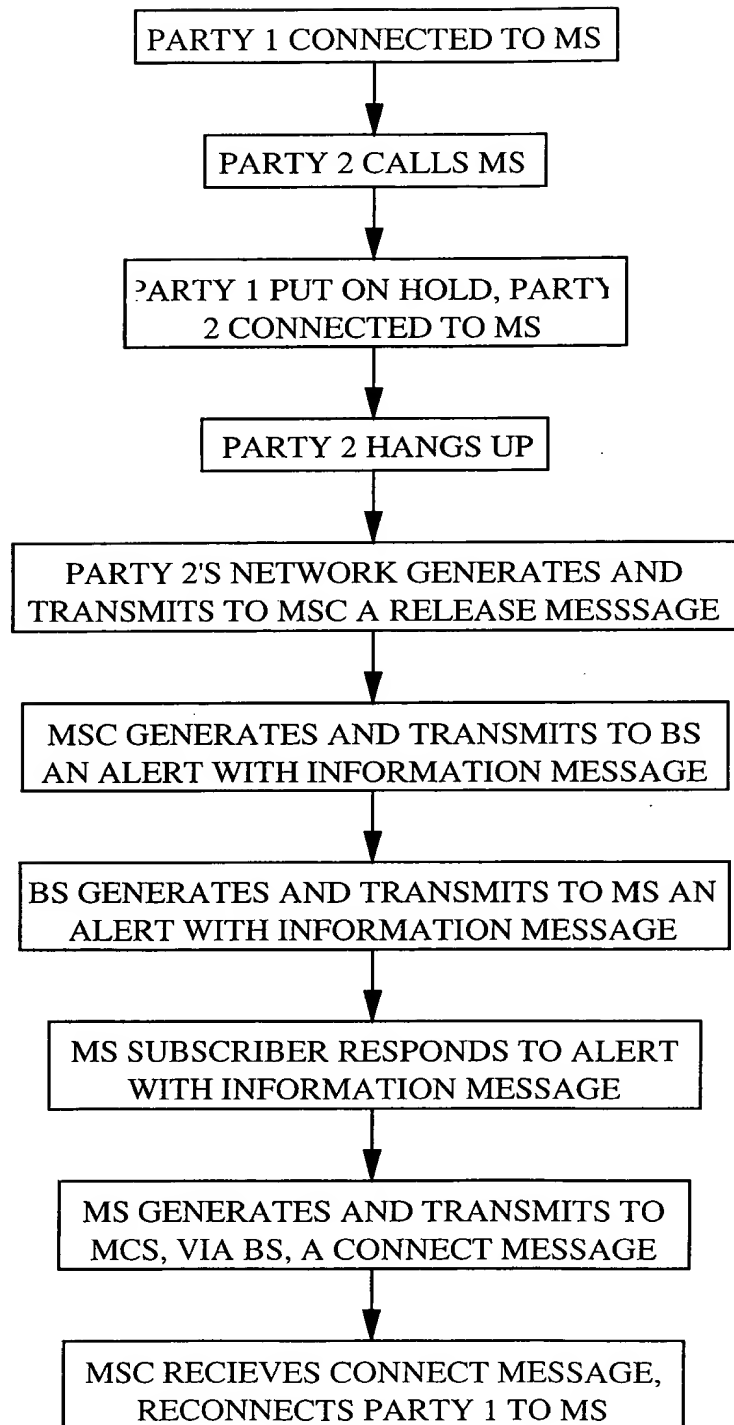 PARTY 1 CONNECTED TO MS
PARTY 2 CALLS MS
PARTY 1 PUT ON HOLD, PARTY
2 CONNECTED TO MS
PARTY 2 HANGS UP
PARTY 2'S NETWORK GENERATES AND
TRANSMITS TO MSC A RELEASE MESSSAGE
MSC GENERATES AND TRANSMITS TO BS
AN ALERT WITH INFORMATION MESSAGE
BS GENERATES AND TRANSMITS TO MS AN
ALERT WITH INFORMATION MESSAGE
MS SUBSCRIBER RESPONDS TO ALERT
WITH INFORMATION MESSAGE
MS GENERATES AND TRANSMITS TO
MCS, VIA BS, A CONNECT MESSAGE
MSC RECIEVES CONNECT MESSAGE,
RECONNECTS PARTY 1 TO MS